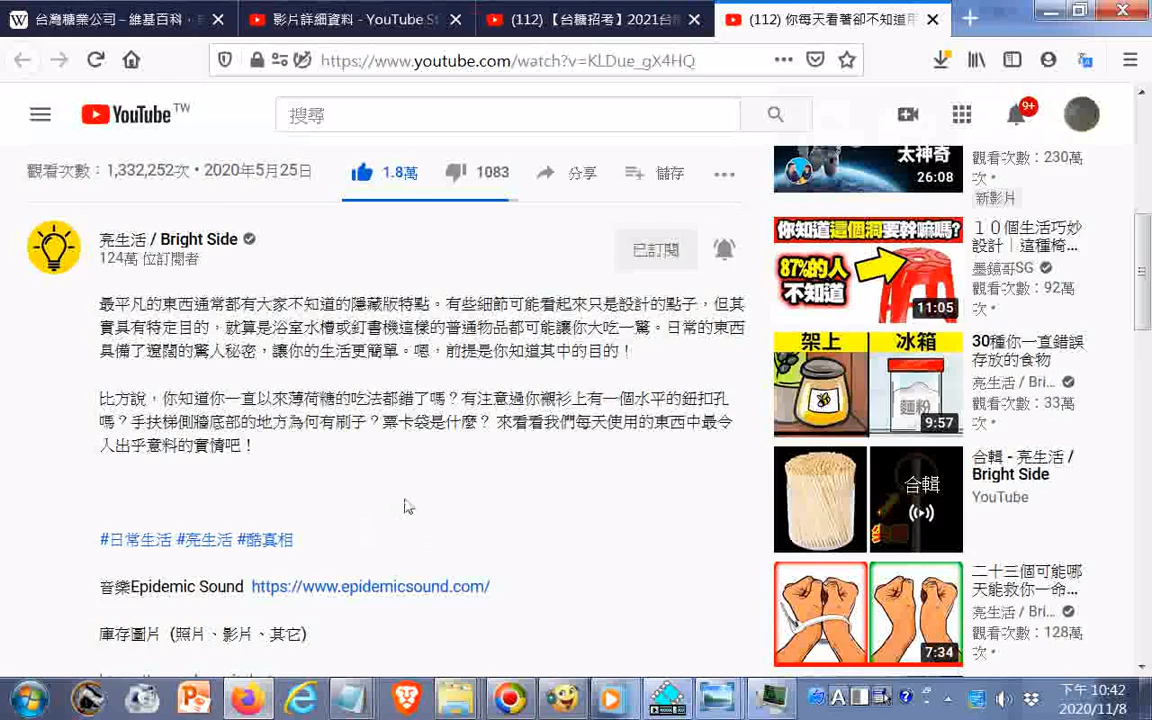 台灣糖業公司 – 維基百科，
影片詳細資料 - YouTube St
(112) 【台糖招考】2021台
(112) 你每天看著卻不知道用
https://www.youtube.com/watch?v=KLDue_gX4HQ
YouTube TW
搜尋
9+
觀看次數：1,332,252次 • 2020年5月25日
1.8萬
1083
分享
儲存
亮生活 / Bright Side
124萬 位訂閱者
已訂閱
最平凡的東西通常都有大家不知道的隱藏版特點。有些細節可能看起來只是設計的點子，但其
實具有特定目的，就算是浴室水槽或釘書機這樣的普通物品都可能讓你大吃一驚。日常的東西
具備了遼闊的驚人秘密，讓你的生活更簡單。嗯，前提是你知道其中的目的！
比方說，你知道你一直以來薄荷糖的吃法都錯了嗎？有注意過你襯衫上有一個水平的鈕扣孔
嗎？手扶梯側牆底部的地方為何有刷子？票卡袋是什麼？ 來看看我們每天使用的東西中最令
人出乎意料的實情吧！
#日常生活 #亮生活 #酷真相
音樂Epidemic Sound https://www.epidemicsound.com/
庫存圖片（照片、影片、其它）
太神奇
26:08
觀看次數：230萬
次 •
新影片
你知道這個洞要幹嘛嗎?
87%的人
不知道
11:05
１０個生活巧妙
設計｜這種椅...
墨鏡哥SG
觀看次數：92萬
次 •
架上
冰箱
麵粉
9:57
30種你一直錯誤
存放的食物
亮生活 / Bri...
觀看次數：33萬
次 •
合輯
合輯 - 亮生活 /
Bright Side
YouTube
7:34
二十三個可能哪
天能救你一命...
亮生活 / Bri...
觀看次數：128萬
次 •
下午 10:42
2020/11/8